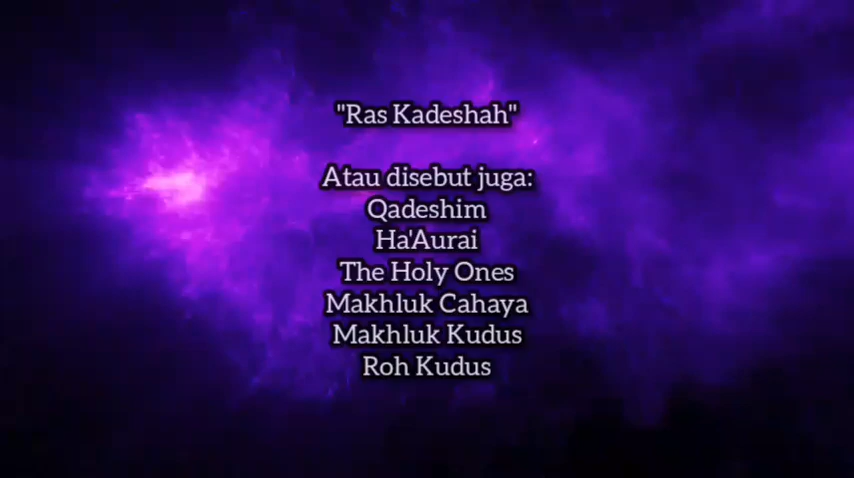 "Ras Kadeshah"
Atau disebut juga:
Qadeshim
Ha'Aurai
The Holy Ones
Makhluk Cahaya
Makhluk Kudus
Roh Kudus